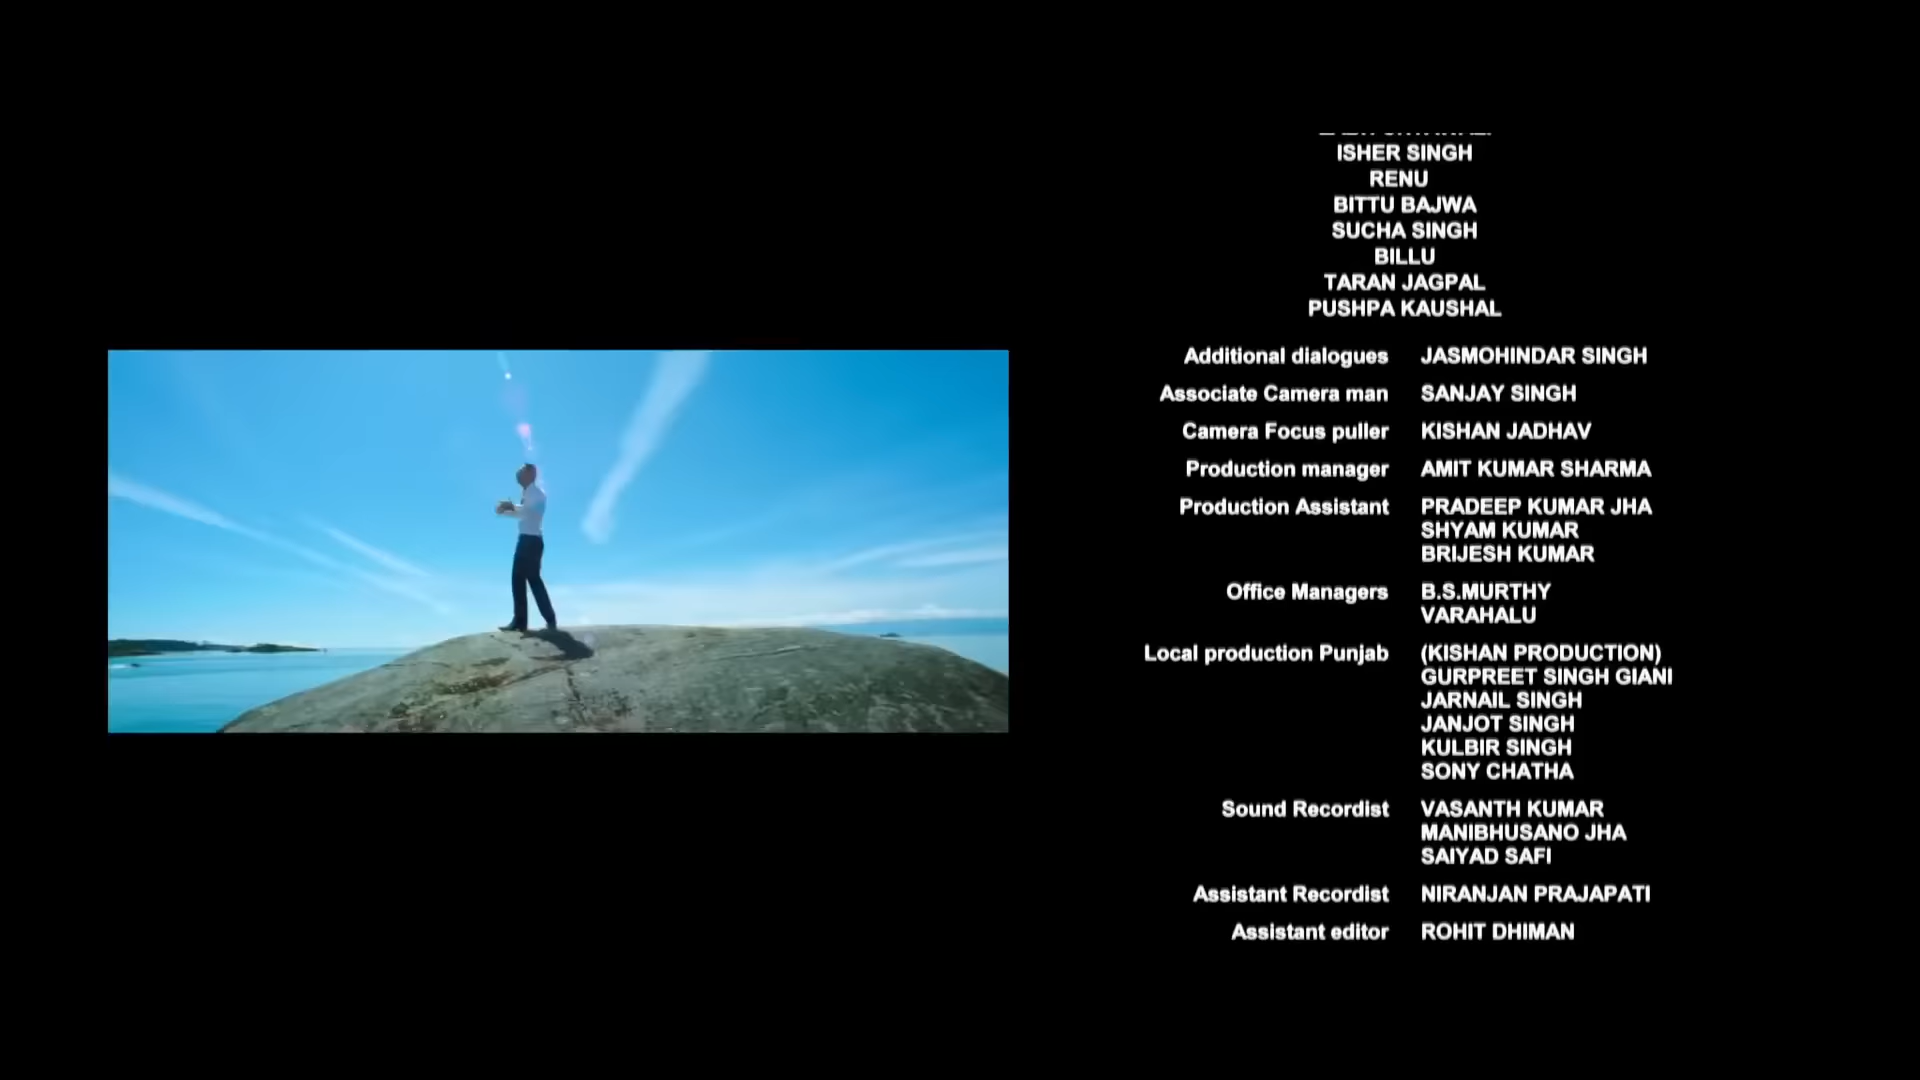 ISHER SINGH
RENU
BITTU BAJWA
SUCHA SINGH
BILLU
TARAN JAGPAL
PUSHPA KAUSHAL
Additional dialogues JASMOHINDAR SINGH
Associate Camera man SANJAY SINGH
Camera Focus puller KISHAN JADHAV
Production manager AMIT KUMAR SHARMA
Production Assistant PRADEEP KUMAR JHA
SHYAM KUMAR
BRIJESH KUMAR
Office Managers B.S.MURTHY
VARAHALU
Local production Punjab (KISHAN PRODUCTION)
GURPREET SINGH GIANI
JARNAIL SINGH
JANJOT SINGH
KULBIR SINGH
SONY CHATHA
Sound Recordist VASANTH KUMAR
MANIBHUSANO JHA
SAIYAD SAFI
Assistant Recordist NIRANJAN PRAJAPATI
Assistant editor ROHIT DHIMAN